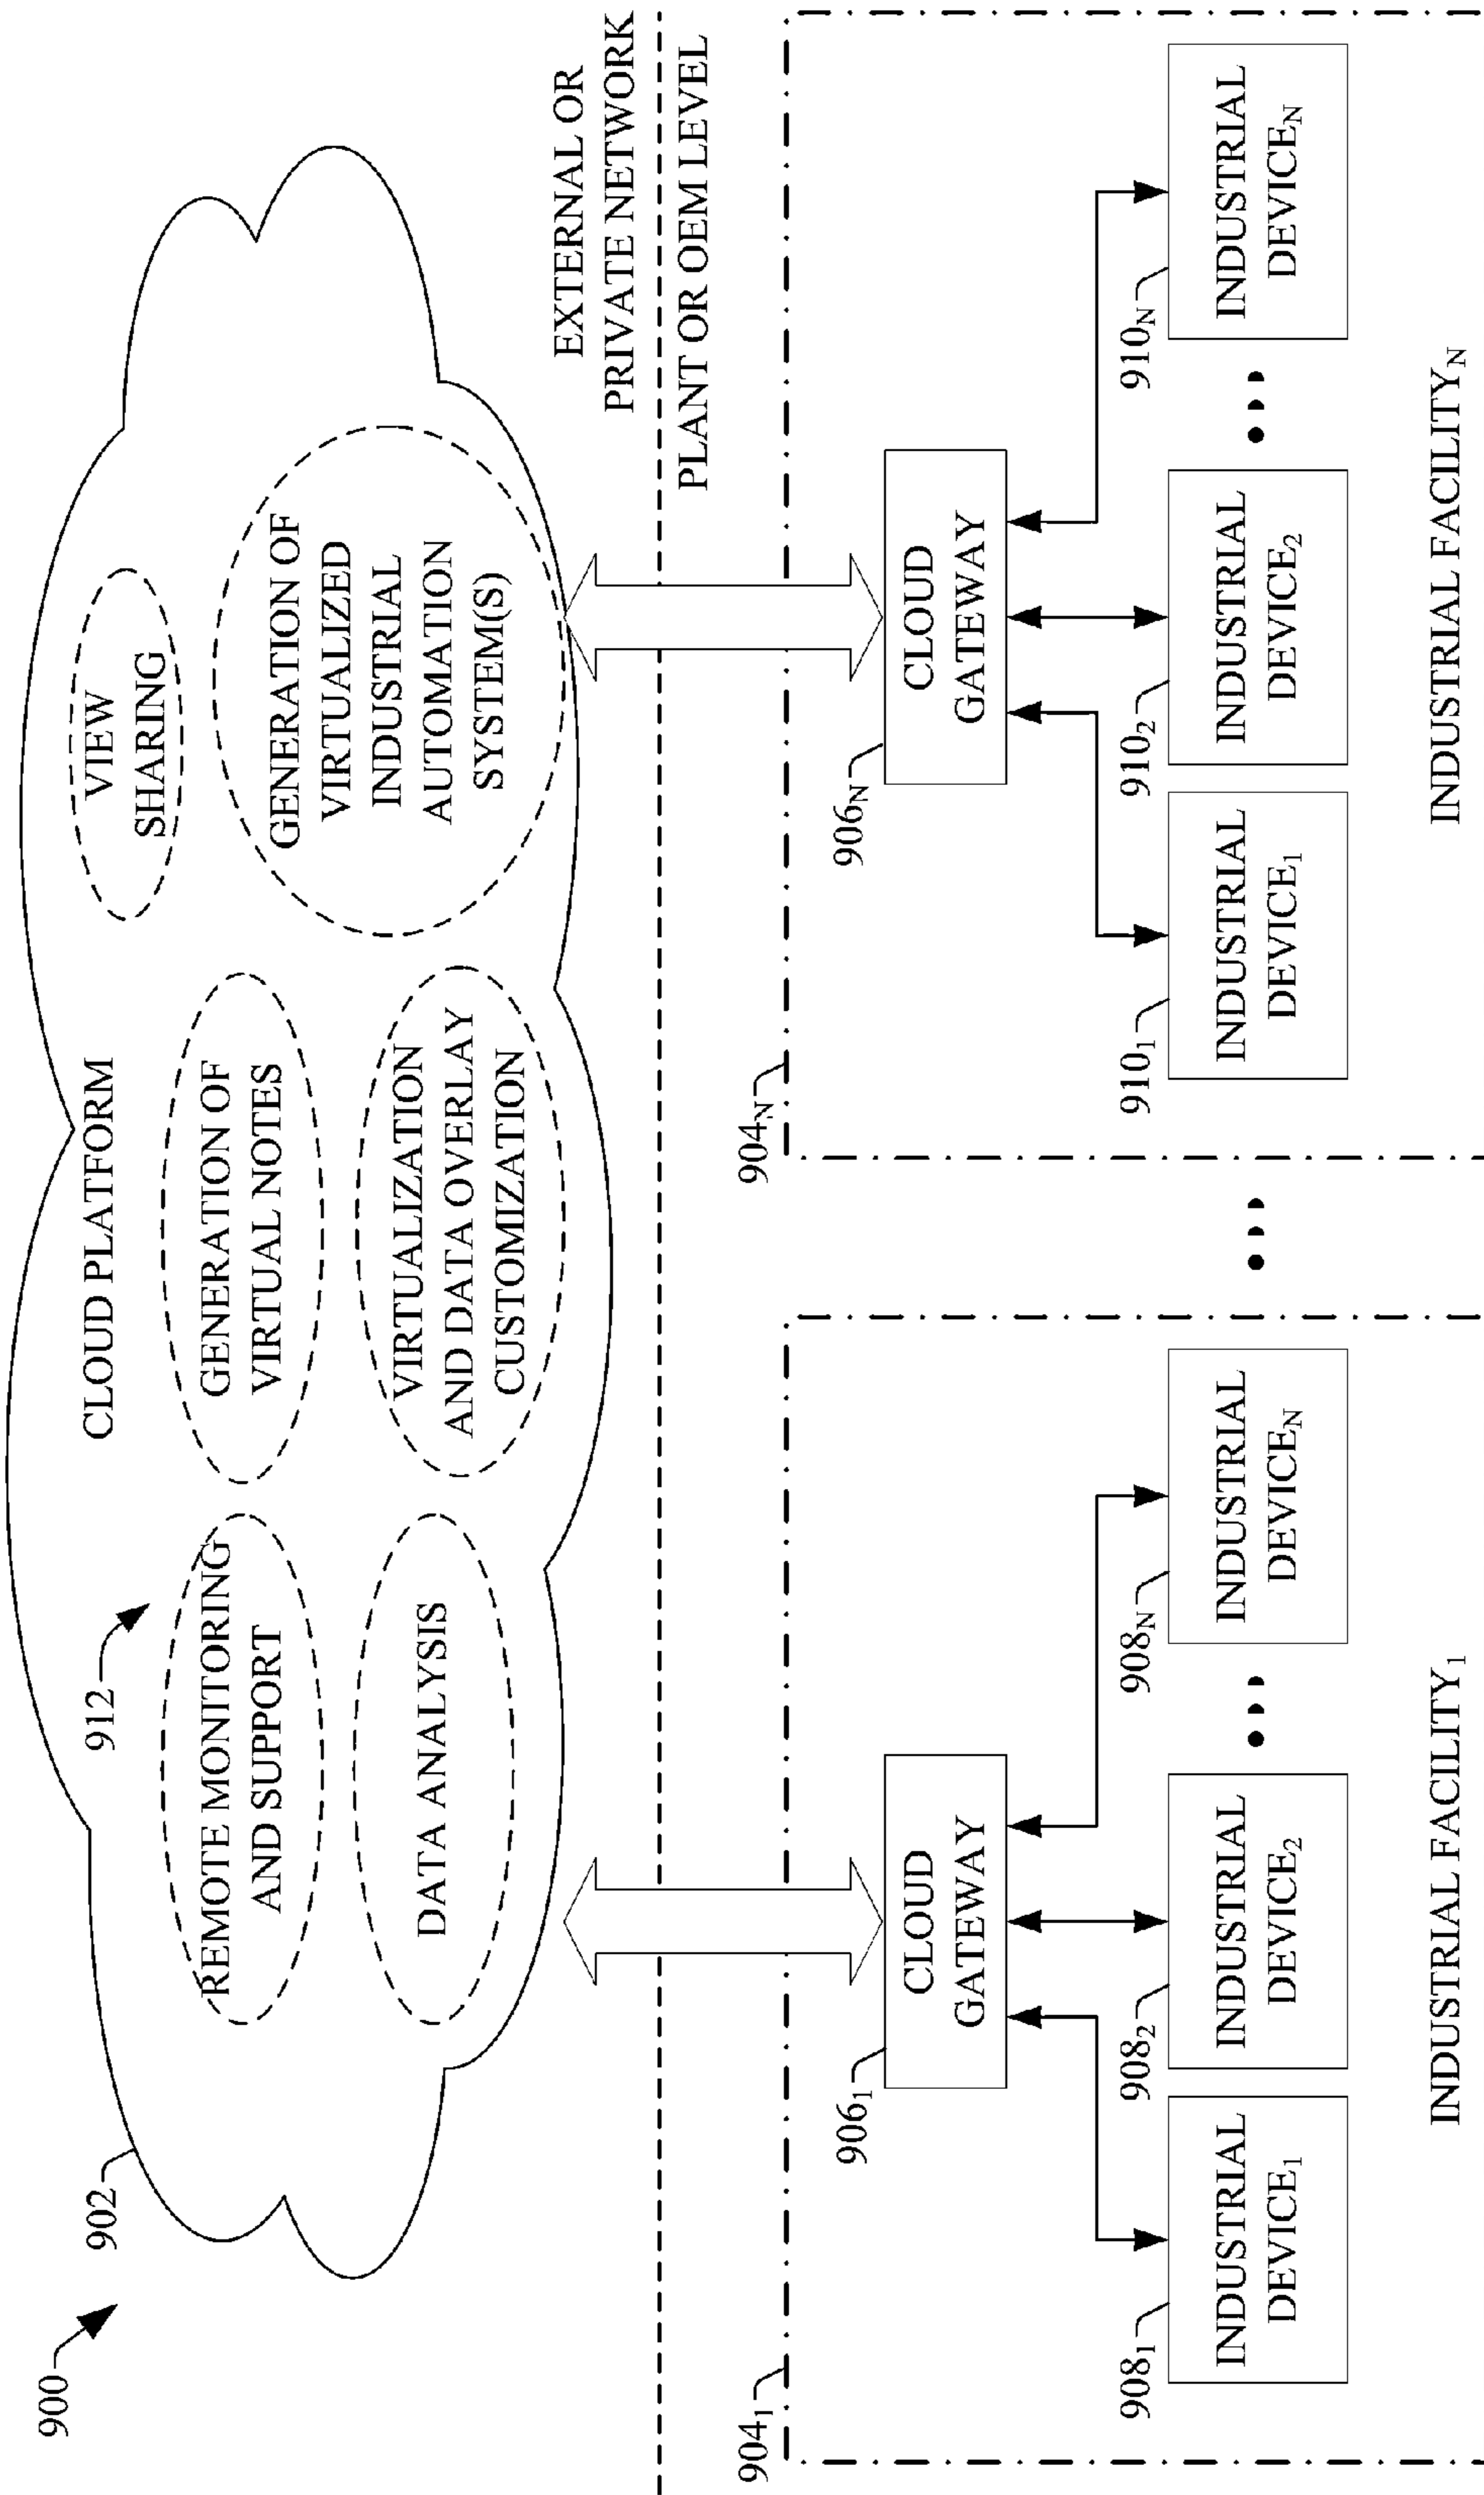 900
902
912
CLOUD PLATFORM
REMOTE MONITORING
AND SUPPORT
GENERATION OF
VIRTUAL NOTES
VIEW
SHARING
DATA ANALYSIS
VIRTUALIZATION
AND DATA OVERLAY
CUSTOMIZATION
GENERATION OF
VIRTUALIZED
INDUSTRIAL
AUTOMATION
SYSTEM(S)
EXTERNAL OR
PRIVATE NETWORK
PLANT OR OEM LEVEL
904₁
906₁
CLOUD
GATEWAY
908₁
INDUSTRIAL
DEVICE₁
908₂
INDUSTRIAL
DEVICE₂
908N
INDUSTRIAL
DEVICEN
INDUSTRIAL FACILITY₁
904N
906N
CLOUD
GATEWAY
910₁
INDUSTRIAL
DEVICE₁
910₂
INDUSTRIAL
DEVICE₂
910N
INDUSTRIAL
DEVICEN
INDUSTRIAL FACILITYN